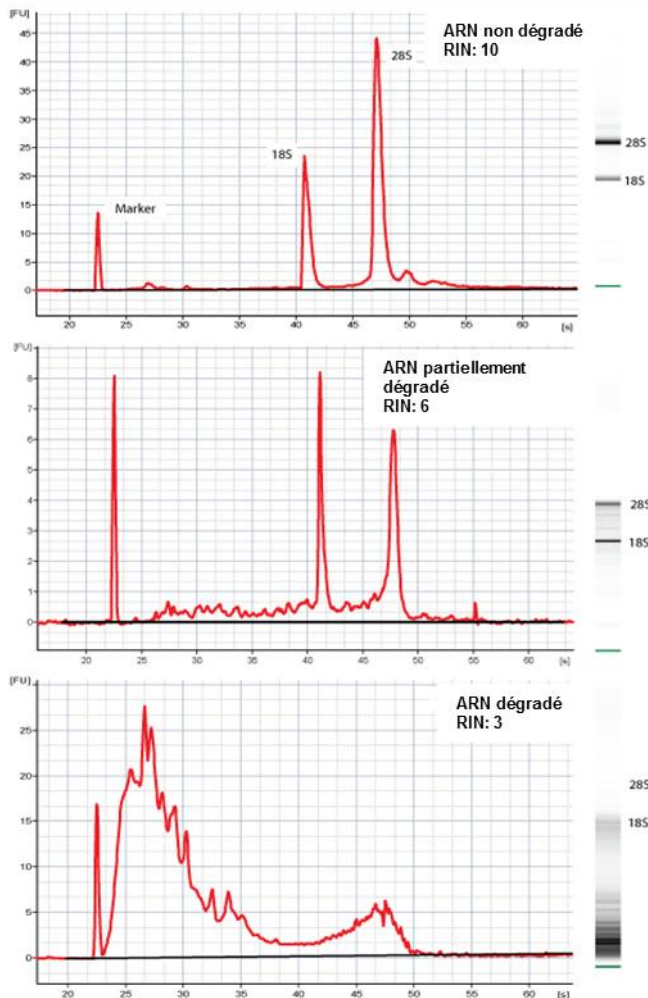 [FU]
ARN non dégradé
RIN: 10
45
40
35
30
25
20
15
10
5
0
28S
18S
Marker
28S
18S
20 25 30 35 40 45 50 55 60 [s]
[FU]
ARN partiellement
dégradé
RIN: 6
8
7
6
5
4
3
2
1
0
28S
18S
20 25 30 35 40 45 50 55 60 [s]
[FU]
ARN dégradé
RIN: 3
25
20
15
10
5
0
28S
18S
20 25 30 35 40 45 50 55 60 [s]